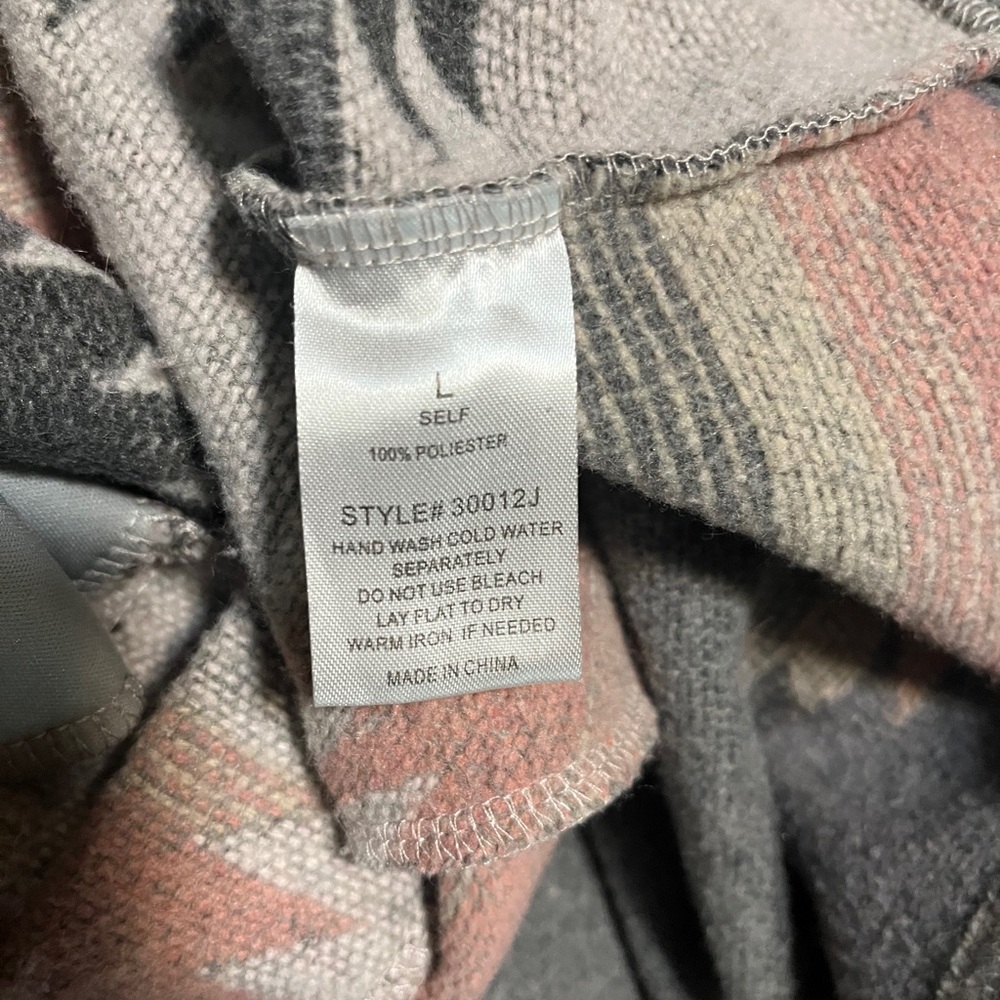 L
SELF
100% POLIESTER
STYLE# 30012J
HAND WASH COLD WATER
SEPARATELY
DO NOT USE BLEACH
LAY FLAT TO DRY
WARM IRON IF NEEDED
MADE IN CHINA